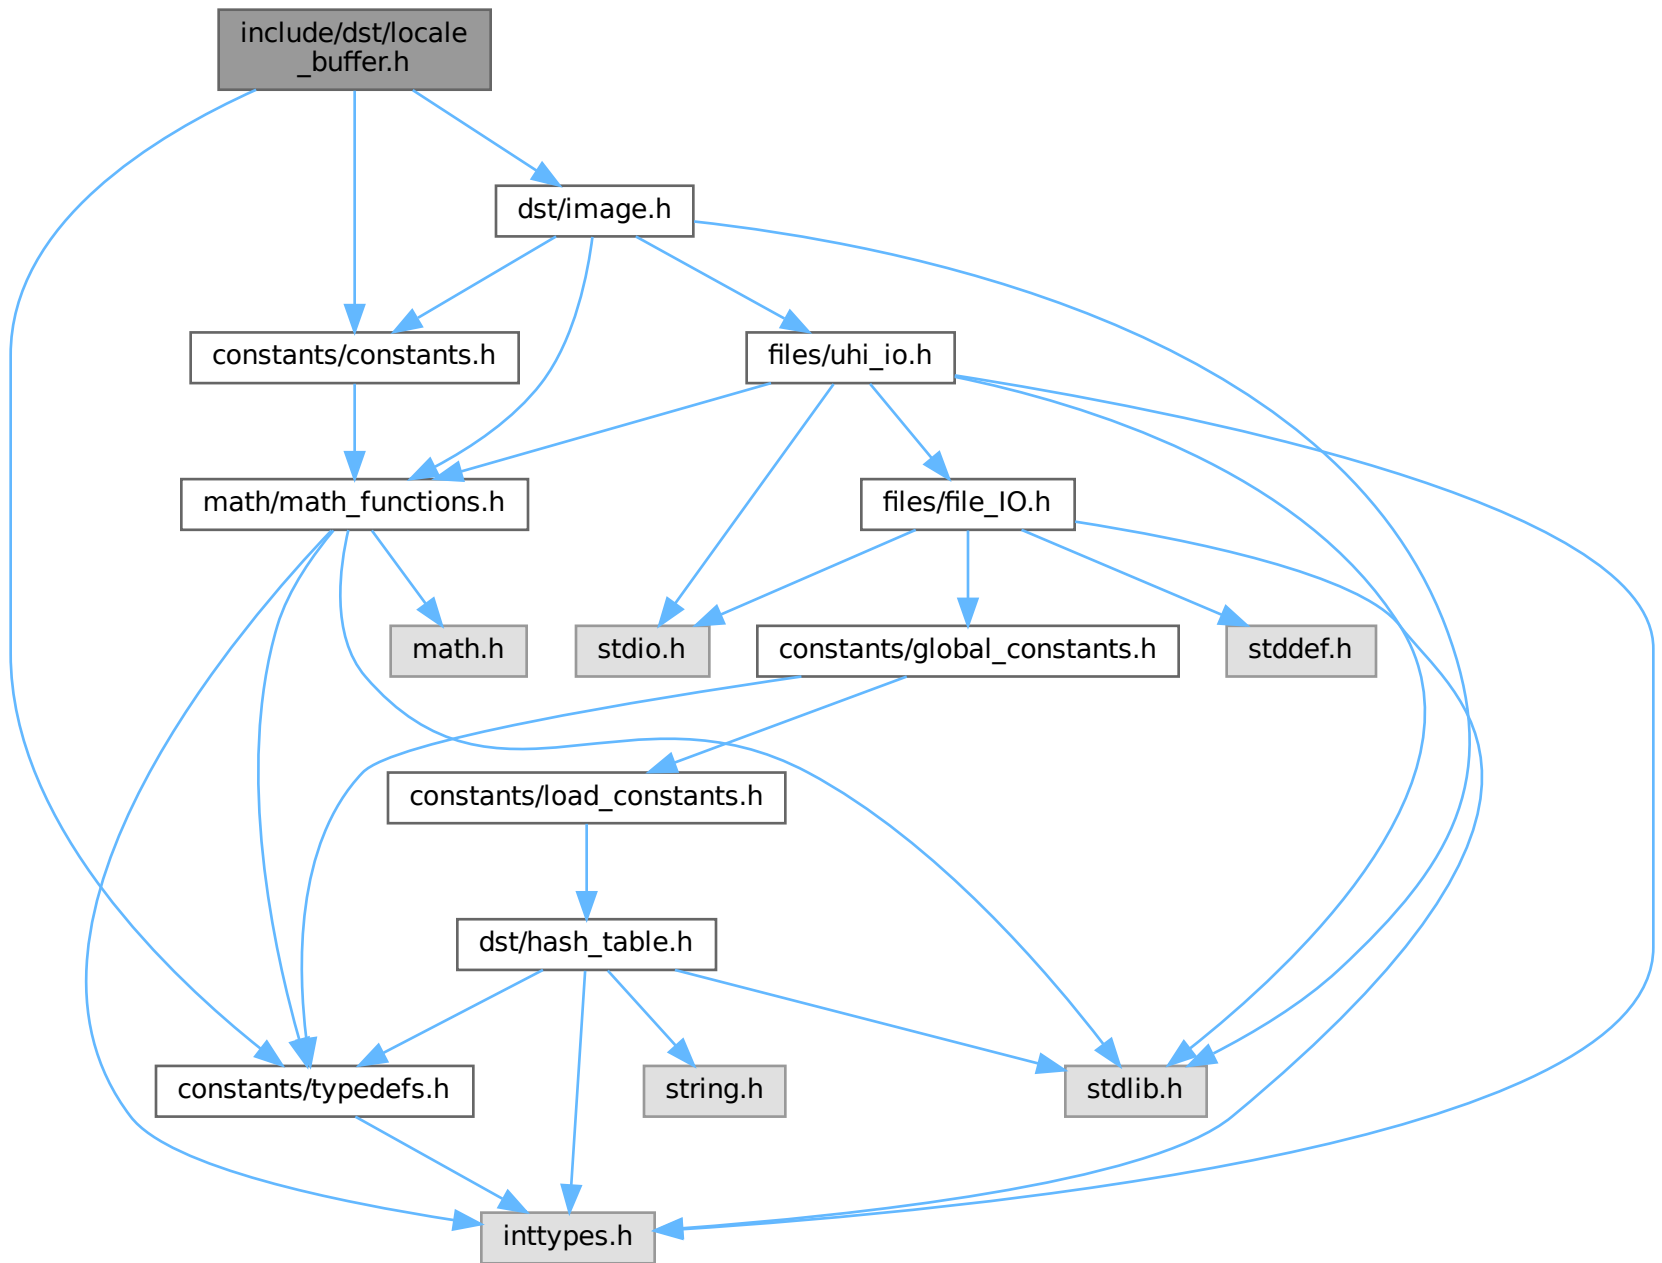 include/dst/locale
_buffer.h
dst/image.h
constants/constants.h
files/uhi_io.h
math/math_functions.h
files/file_IO.h
math.h
stdio.h
constants/global_constants.h
stddef.h
constants/load_constants.h
dst/hash_table.h
constants/typedefs.h
string.h
stdlib.h
inttypes.h